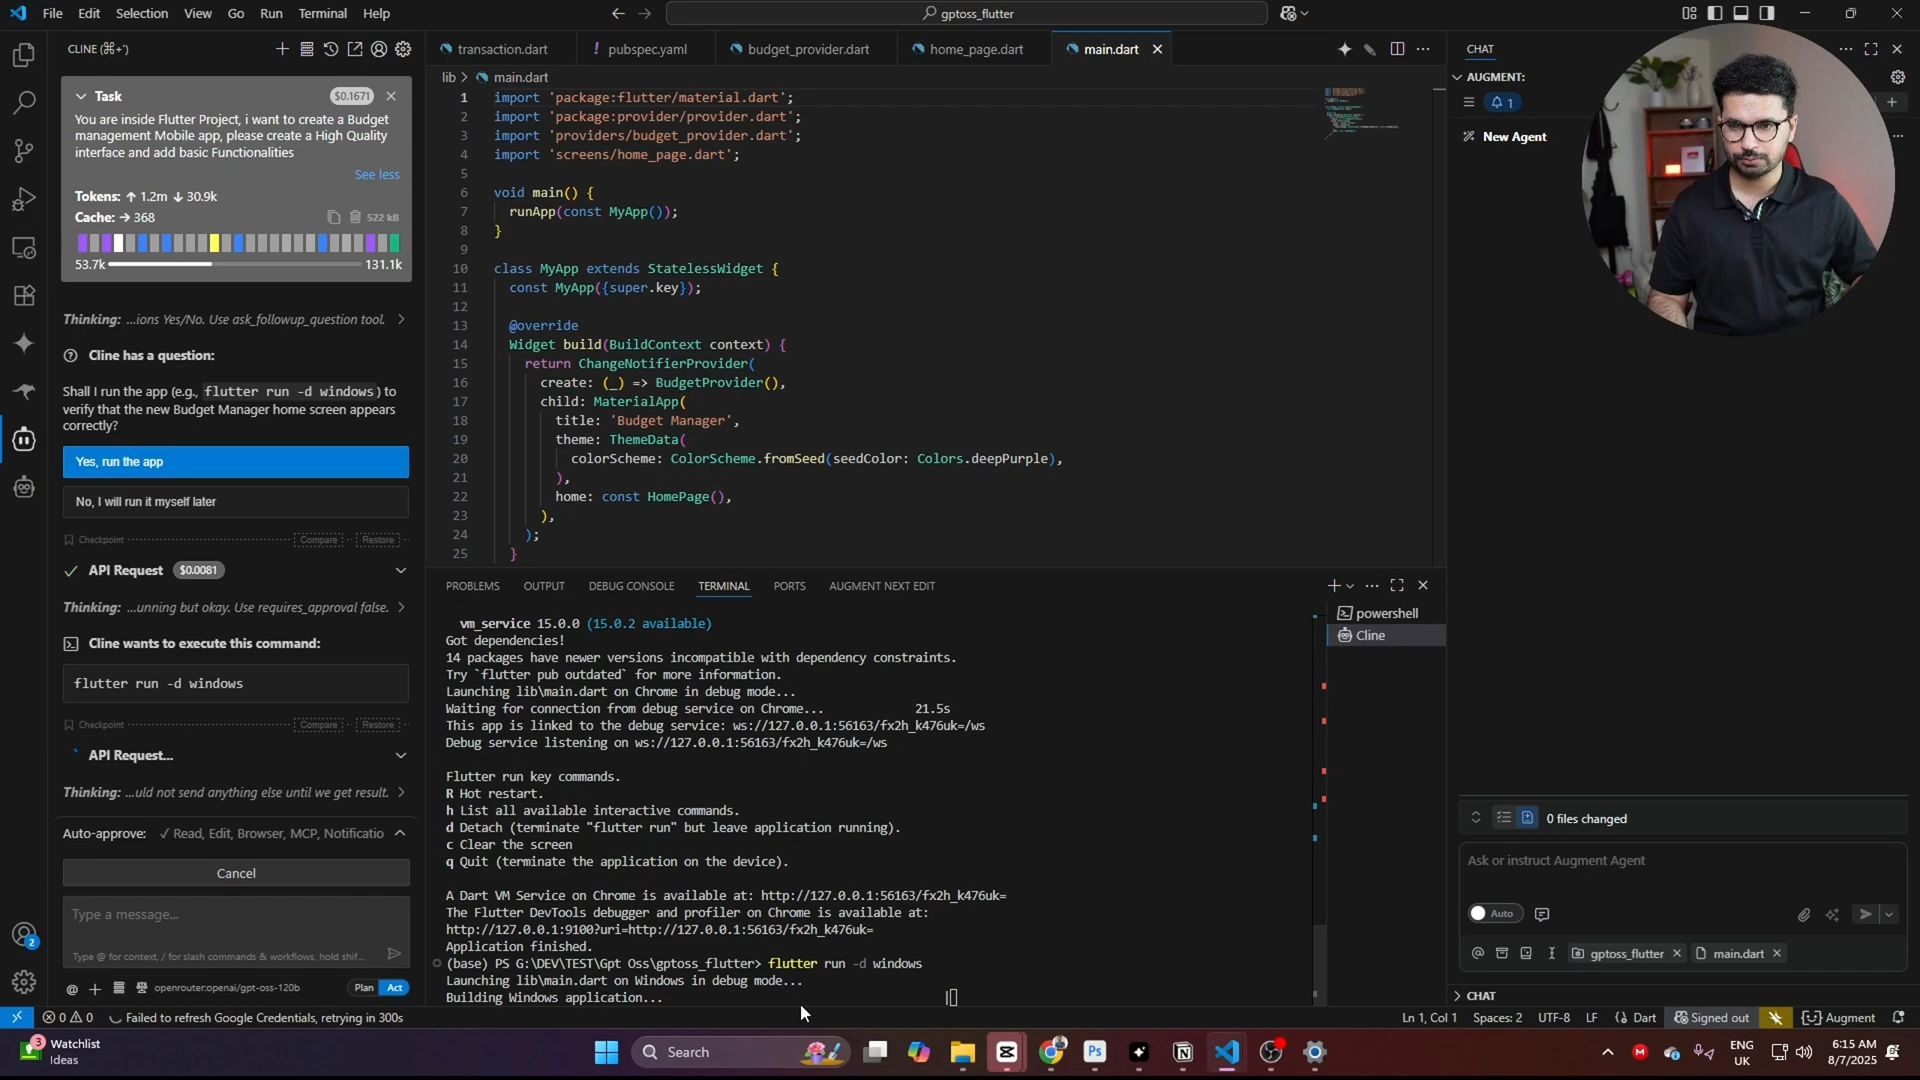 File Edit Selection View Go Run Terminal Help
gptoss_flutter
CLINE (⌘+')
Task $0.1671
You are inside Flutter Project, i want to create a Budget
management Mobile app, please create a High Quality
interface and add basic Functionalities
See less
Tokens: ↑ 1.2m ↓ 30.9k
Cache: → 368 522 kB
53.7k 131.1k
Thinking: ...ions Yes/No. Use ask_followup_question tool.
Cline has a question:
Shall I run the app (e.g., flutter run -d windows) to
verify that the new Budget Manager home screen appears
correctly?
Yes, run the app
No, I will run it myself later
Checkpoint Compare Restore
API Request $0.0081
Thinking: ...unning but okay. Use requires_approval false.
Cline wants to execute this command:
flutter run -d windows
Checkpoint Compare Restore
API Request...
Thinking: ...uld not send anything else until we get result.
Auto-approve: ✓ Read, Edit, Browser, MCP, Notificatio
Cancel
Type a message...
Type @ for context, / for slash commands & workflows, hold shif...
@ + openrouter:openai/gpt-oss-120b Plan Act
transaction.dart pubspec.yaml budget_provider.dart home_page.dart main.dart
lib > main.dart
1 import 'package:flutter/material.dart';
2 import 'package:provider/provider.dart';
3 import 'providers/budget_provider.dart';
4 import 'screens/home_page.dart';
5
6 void main() {
7 runApp(const MyApp());
8 }
9
10 class MyApp extends StatelessWidget {
11 const MyApp({super.key});
12
13 @override
14 Widget build(BuildContext context) {
15 return ChangeNotifierProvider(
16 create: (_) => BudgetProvider(),
17 child: MaterialApp(
18 title: 'Budget Manager',
19 theme: ThemeData(
20 colorScheme: ColorScheme.fromSeed(seedColor: Colors.deepPurple),
21 ),
22 home: const HomePage(),
23 ),
24 );
25 }
PROBLEMS OUTPUT DEBUG CONSOLE TERMINAL PORTS AUGMENT NEXT EDIT
vm_service 15.0.0 (15.0.2 available)
Got dependencies!
14 packages have newer versions incompatible with dependency constraints.
Try `flutter pub outdated` for more information.
Launching lib\main.dart on Chrome in debug mode...
Waiting for connection from debug service on Chrome... 21.5s
This app is linked to the debug service: ws://127.0.0.1:56163/fx2h_k476uk=/ws
Debug service listening on ws://127.0.0.1:56163/fx2h_k476uk=/ws
Flutter run key commands.
R Hot restart.
h List all available interactive commands.
d Detach (terminate "flutter run" but leave application running).
c Clear the screen
q Quit (terminate the application on the device).
A Dart VM Service on Chrome is available at: http://127.0.0.1:56163/fx2h_k476uk=
The Flutter DevTools debugger and profiler on Chrome is available at:
http://127.0.0.1:9100?uri=http://127.0.0.1:56163/fx2h_k476uk=
Application finished.
(base) PS G:\DEV\TEST\Gpt Oss\gptoss_flutter> flutter run -d windows
Launching lib\main.dart on Windows in debug mode...
Building Windows application...
powershell
Cline
CHAT
AUGMENT:
1
New Agent
0 files changed
Ask or instruct Augment Agent
Auto
gptoss_flutter main.dart
CHAT
2
0 0 Failed to refresh Google Credentials, retrying in 300s
Ln 1, Col 1 Spaces: 2 UTF-8 LF {} Dart Signed out Augment
3 Watchlist
Ideas
Search
Ps
ENG
UK
6:15 AM
8/7/2025